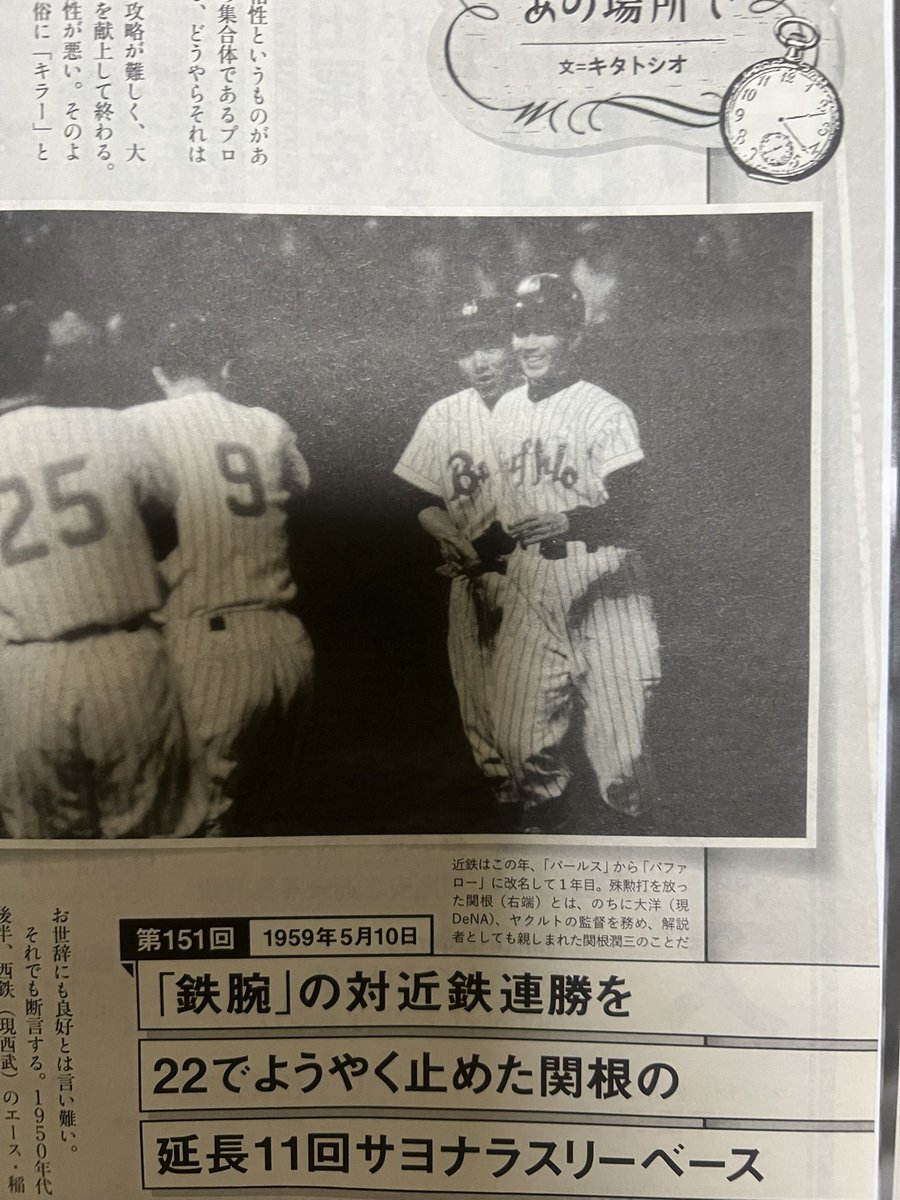 あの場所で
文=キタトシオ
性というものがあ
集合体であるプロ
、どうやらそれは
攻略が難しく、大
を献上して終わる。
性が悪い。そのよ
俗に「キラー」と
25
9
近鉄はこの年、「パールス」から「バファ
ロー」に改名して1年目。殊勲打を放っ
た関根（右端）とは、のちに大洋（現
DeNA）、ヤクルトの監督を務め、解説
者としても親しまれた関根潤三のことだ
第151回 1959年5月10日
「鉄腕」の対近鉄連勝を
22でようやく止めた関根の
延長11回サヨナラスリーベース
お世辞にも良好とは言い難い。
それでも断言する。1950年代
後半、西鉄（現西武）のエース・稲